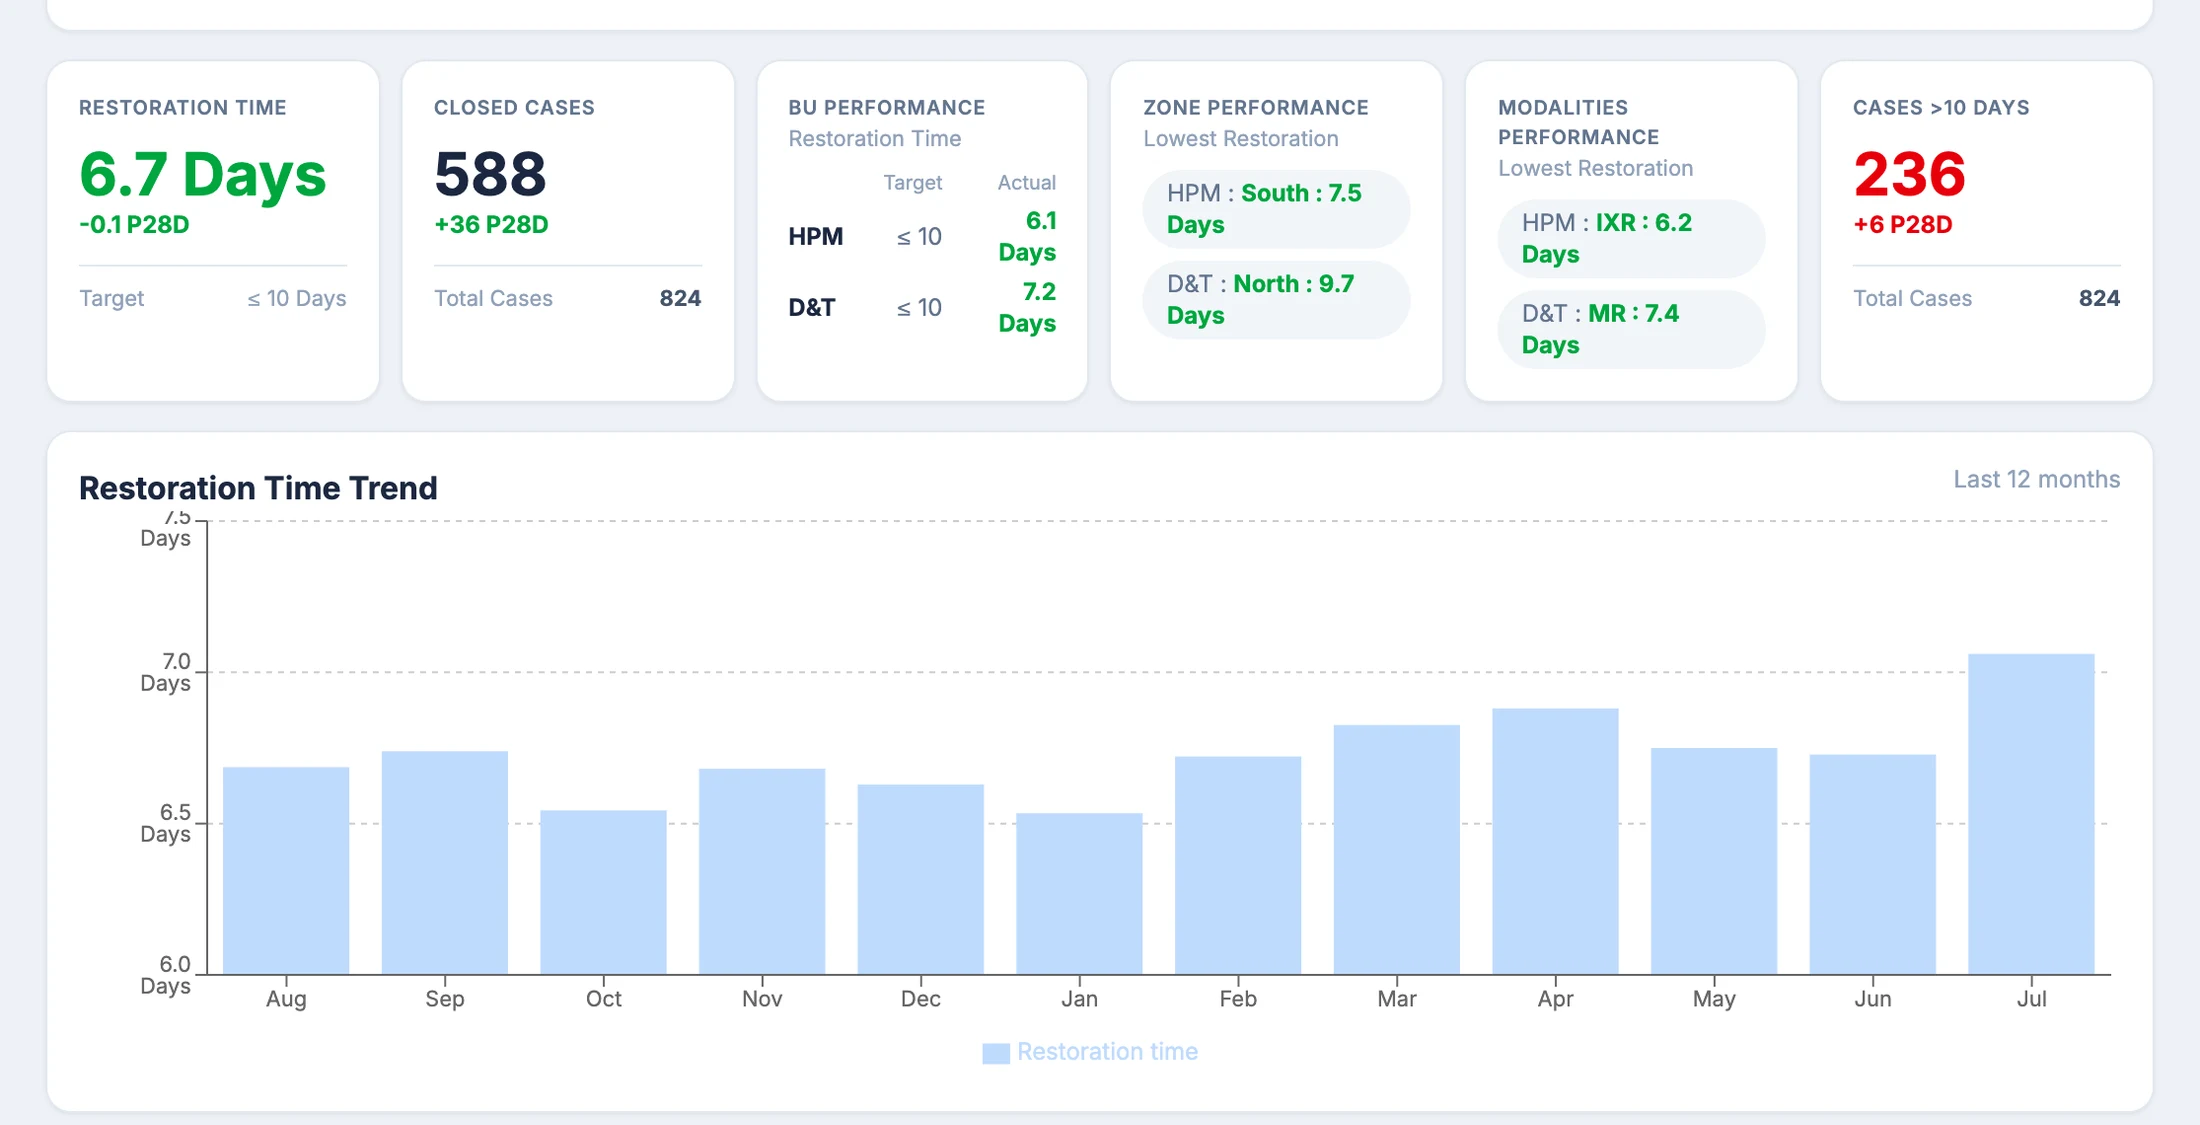 RESTORATION TIME
6.7 Days
-0.1 P28D
Target ≤ 10 Days
CLOSED CASES
588
+36 P28D
Total Cases 824
BU PERFORMANCE
Restoration Time
Target Actual
HPM ≤ 10 6.1
Days
D&T ≤ 10 7.2
Days
ZONE PERFORMANCE
Lowest Restoration
HPM : South : 7.5
Days
D&T : North : 9.7
Days
MODALITIES
PERFORMANCE
Lowest Restoration
HPM : IXR : 6.2
Days
D&T : MR : 7.4
Days
CASES >10 DAYS
236
+6 P28D
Total Cases 824
Restoration Time Trend
Last 12 months
7.5
Days
7.0
Days
6.5
Days
6.0
Days
Aug Sep Oct Nov Dec Jan Feb Mar Apr May Jun Jul
Restoration time